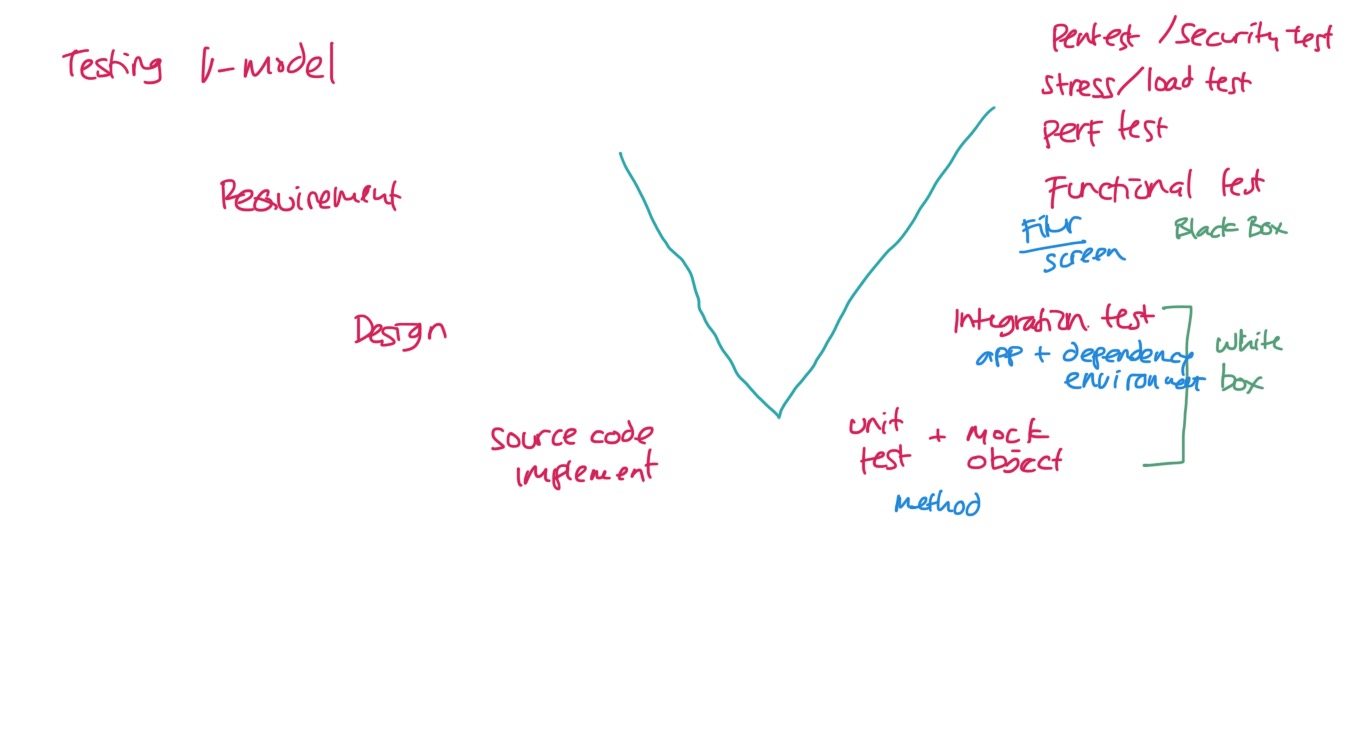 Testing V-model
Pentest / security test
stress/load test
perf test
Requirement
Functional test
Black Box
screen
Design
Integration test
app + dependency
environment
white
box
source code
implement
unit
test + Mock
object
method